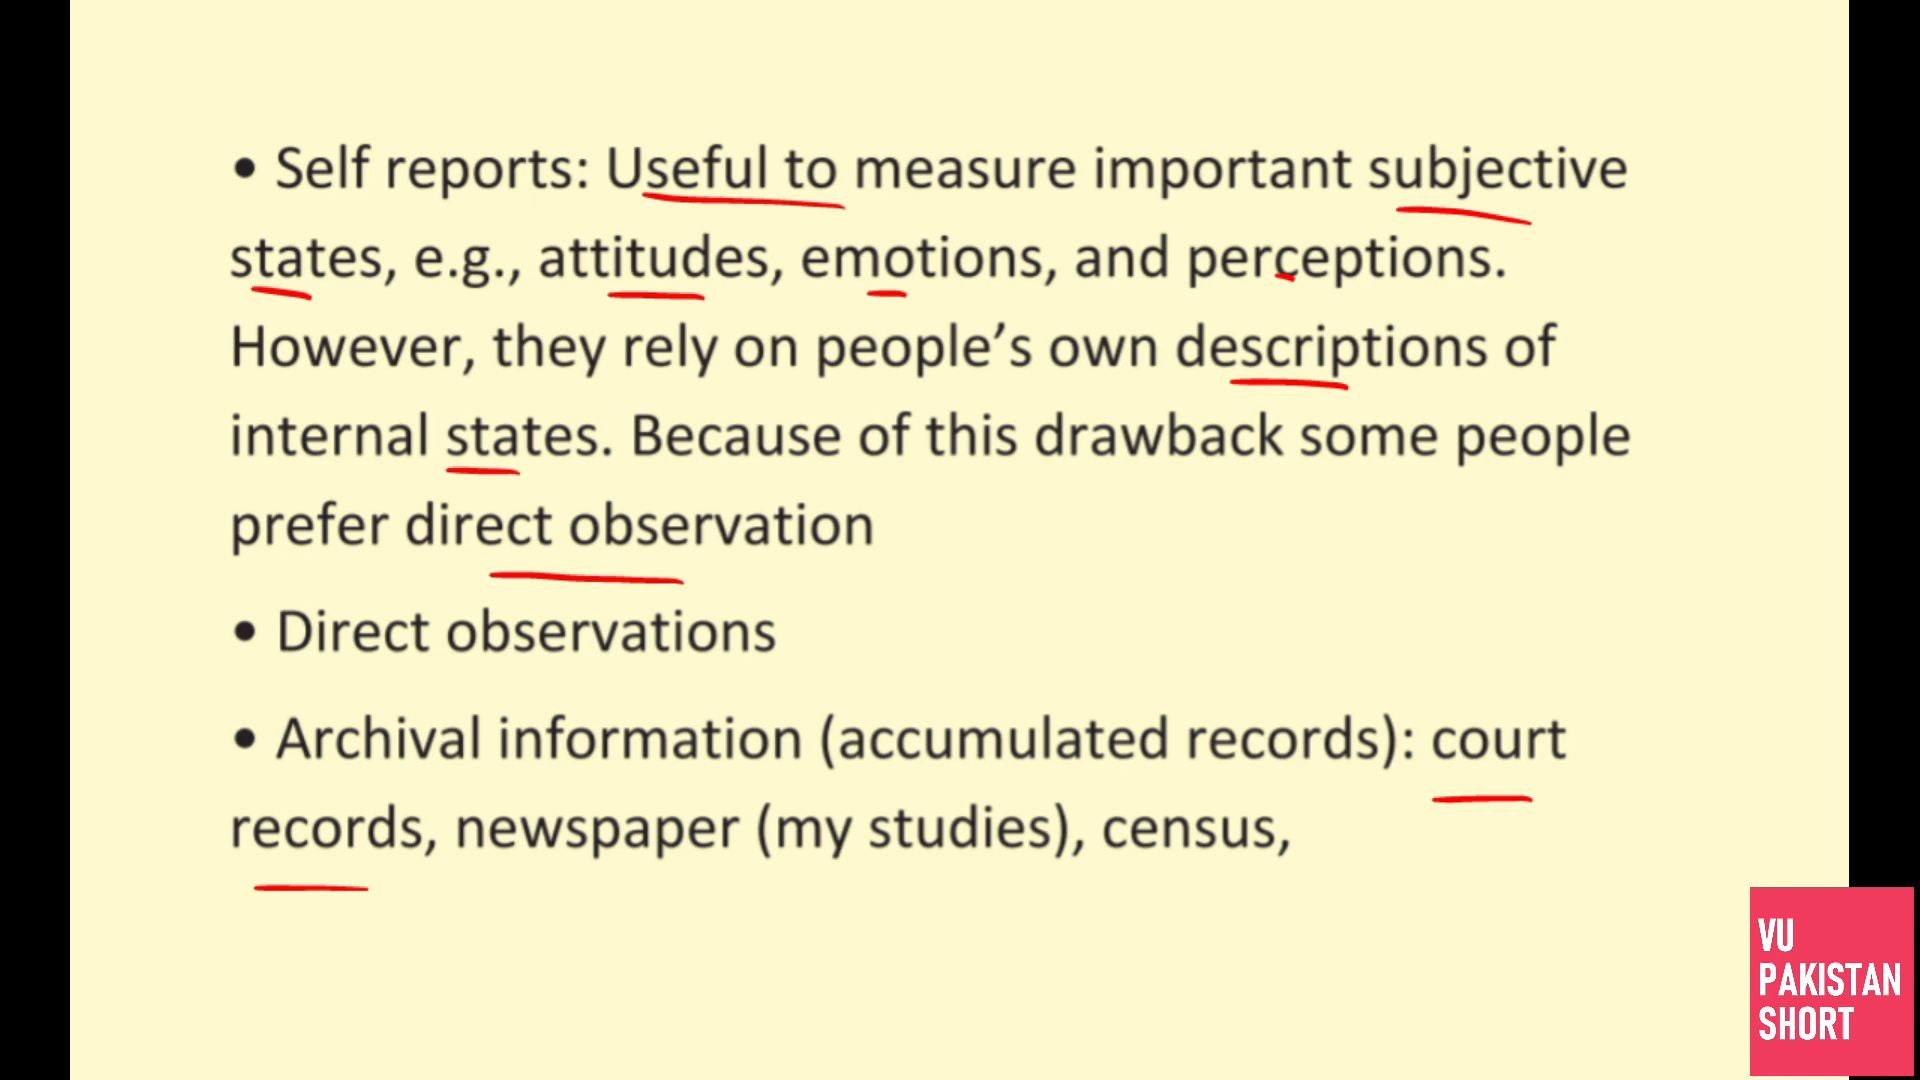 • Self reports: Useful to measure important subjective
states, e.g., attitudes, emotions, and perceptions.
However, they rely on people’s own descriptions of
internal states. Because of this drawback some people
prefer direct observation
• Direct observations
• Archival information (accumulated records): court
records, newspaper (my studies), census,
VU
PAKISTAN
SHORT